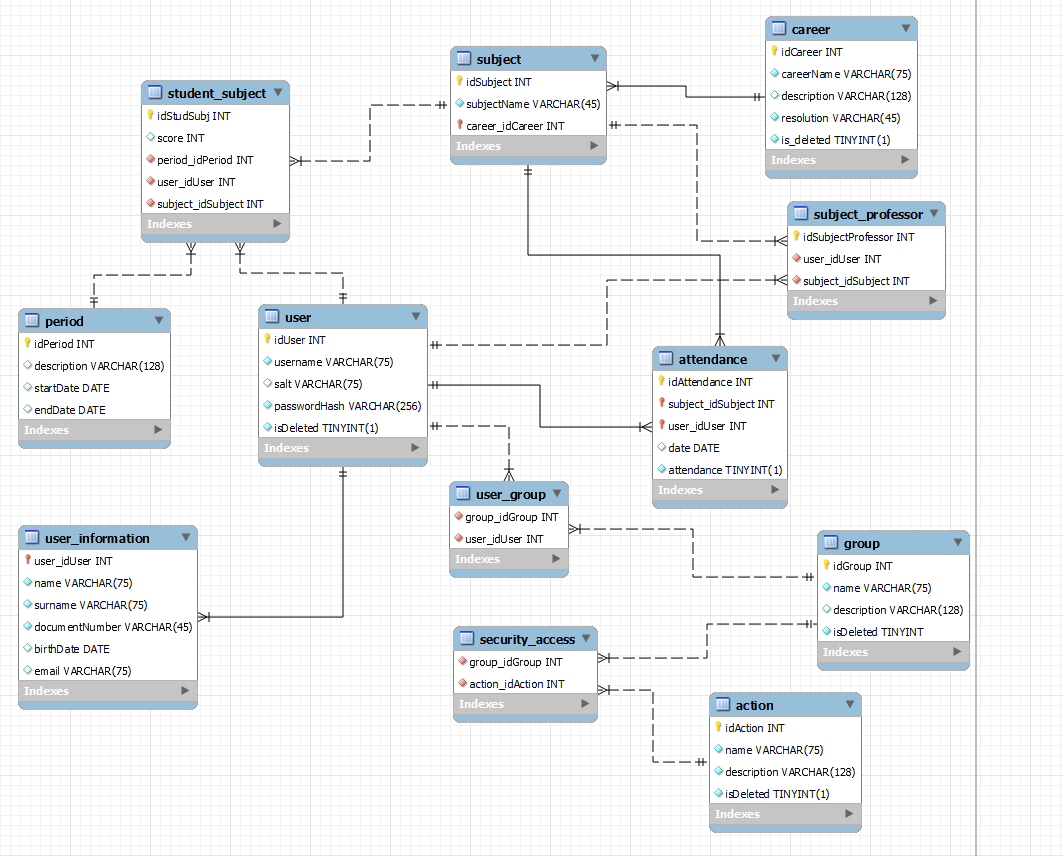 career
idCareer INT
careerName VARCHAR(75)
description VARCHAR(128)
resolution VARCHAR(45)
is_deleted TINYINT(1)
Indexes
subject
idSubject INT
subjectName VARCHAR(45)
career_idCareer INT
Indexes
student_subject
idStudSubj INT
score INT
period_idPeriod INT
user_idUser INT
subject_idSubject INT
Indexes
subject_professor
idSubjectProfessor INT
user_idUser INT
subject_idSubject INT
Indexes
period
idPeriod INT
description VARCHAR(128)
startDate DATE
endDate DATE
Indexes
user
idUser INT
username VARCHAR(75)
salt VARCHAR(75)
passwordHash VARCHAR(256)
isDeleted TINYINT(1)
Indexes
attendance
idAttendance INT
subject_idSubject INT
user_idUser INT
date DATE
attendance TINYINT(1)
Indexes
user_group
group_idGroup INT
user_idUser INT
Indexes
user_information
user_idUser INT
name VARCHAR(75)
surname VARCHAR(75)
documentNumber VARCHAR(45)
birthDate DATE
email VARCHAR(75)
Indexes
group
idGroup INT
name VARCHAR(75)
description VARCHAR(128)
isDeleted TINYINT
Indexes
security_access
group_idGroup INT
action_idAction INT
Indexes
action
idAction INT
name VARCHAR(75)
description VARCHAR(128)
isDeleted TINYINT(1)
Indexes